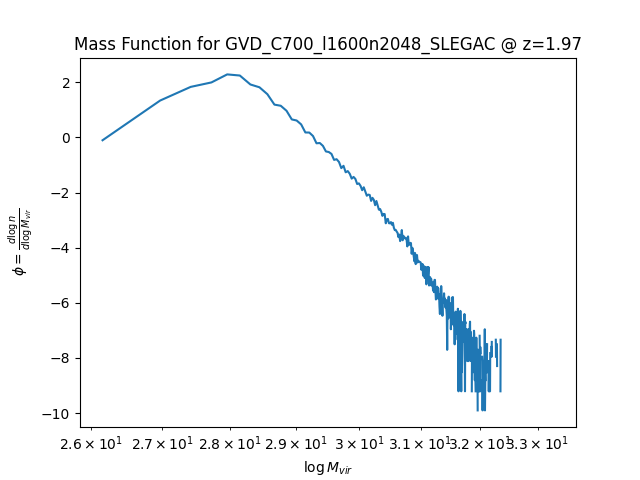 Mass Function for GVD_C700_l1600n2048_SLEGAC @ z=1.97
2
0
−2
−4
−6
−8
−10
ϕ = d log n / d log M_vir
2.6 × 10¹ 2.7 × 10¹ 2.8 × 10¹ 2.9 × 10¹ 3 × 10¹ 3.1 × 10¹ 3.2 × 10¹ 3.3 × 10¹
log M_vir